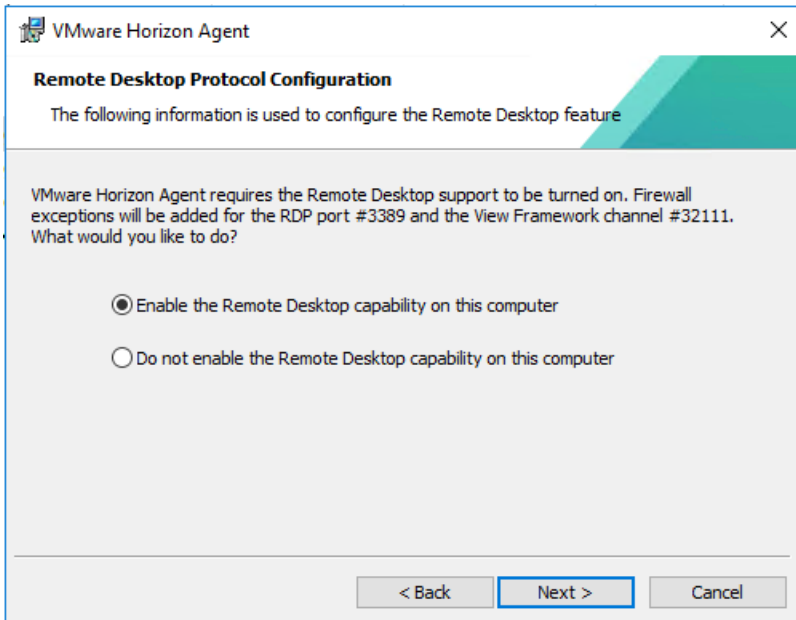 VMware Horizon Agent
Remote Desktop Protocol Configuration
The following information is used to configure the Remote Desktop feature
VMware Horizon Agent requires the Remote Desktop support to be turned on. Firewall
exceptions will be added for the RDP port #3389 and the View Framework channel #32111.
What would you like to do?
Enable the Remote Desktop capability on this computer
Do not enable the Remote Desktop capability on this computer
< Back
Next >
Cancel